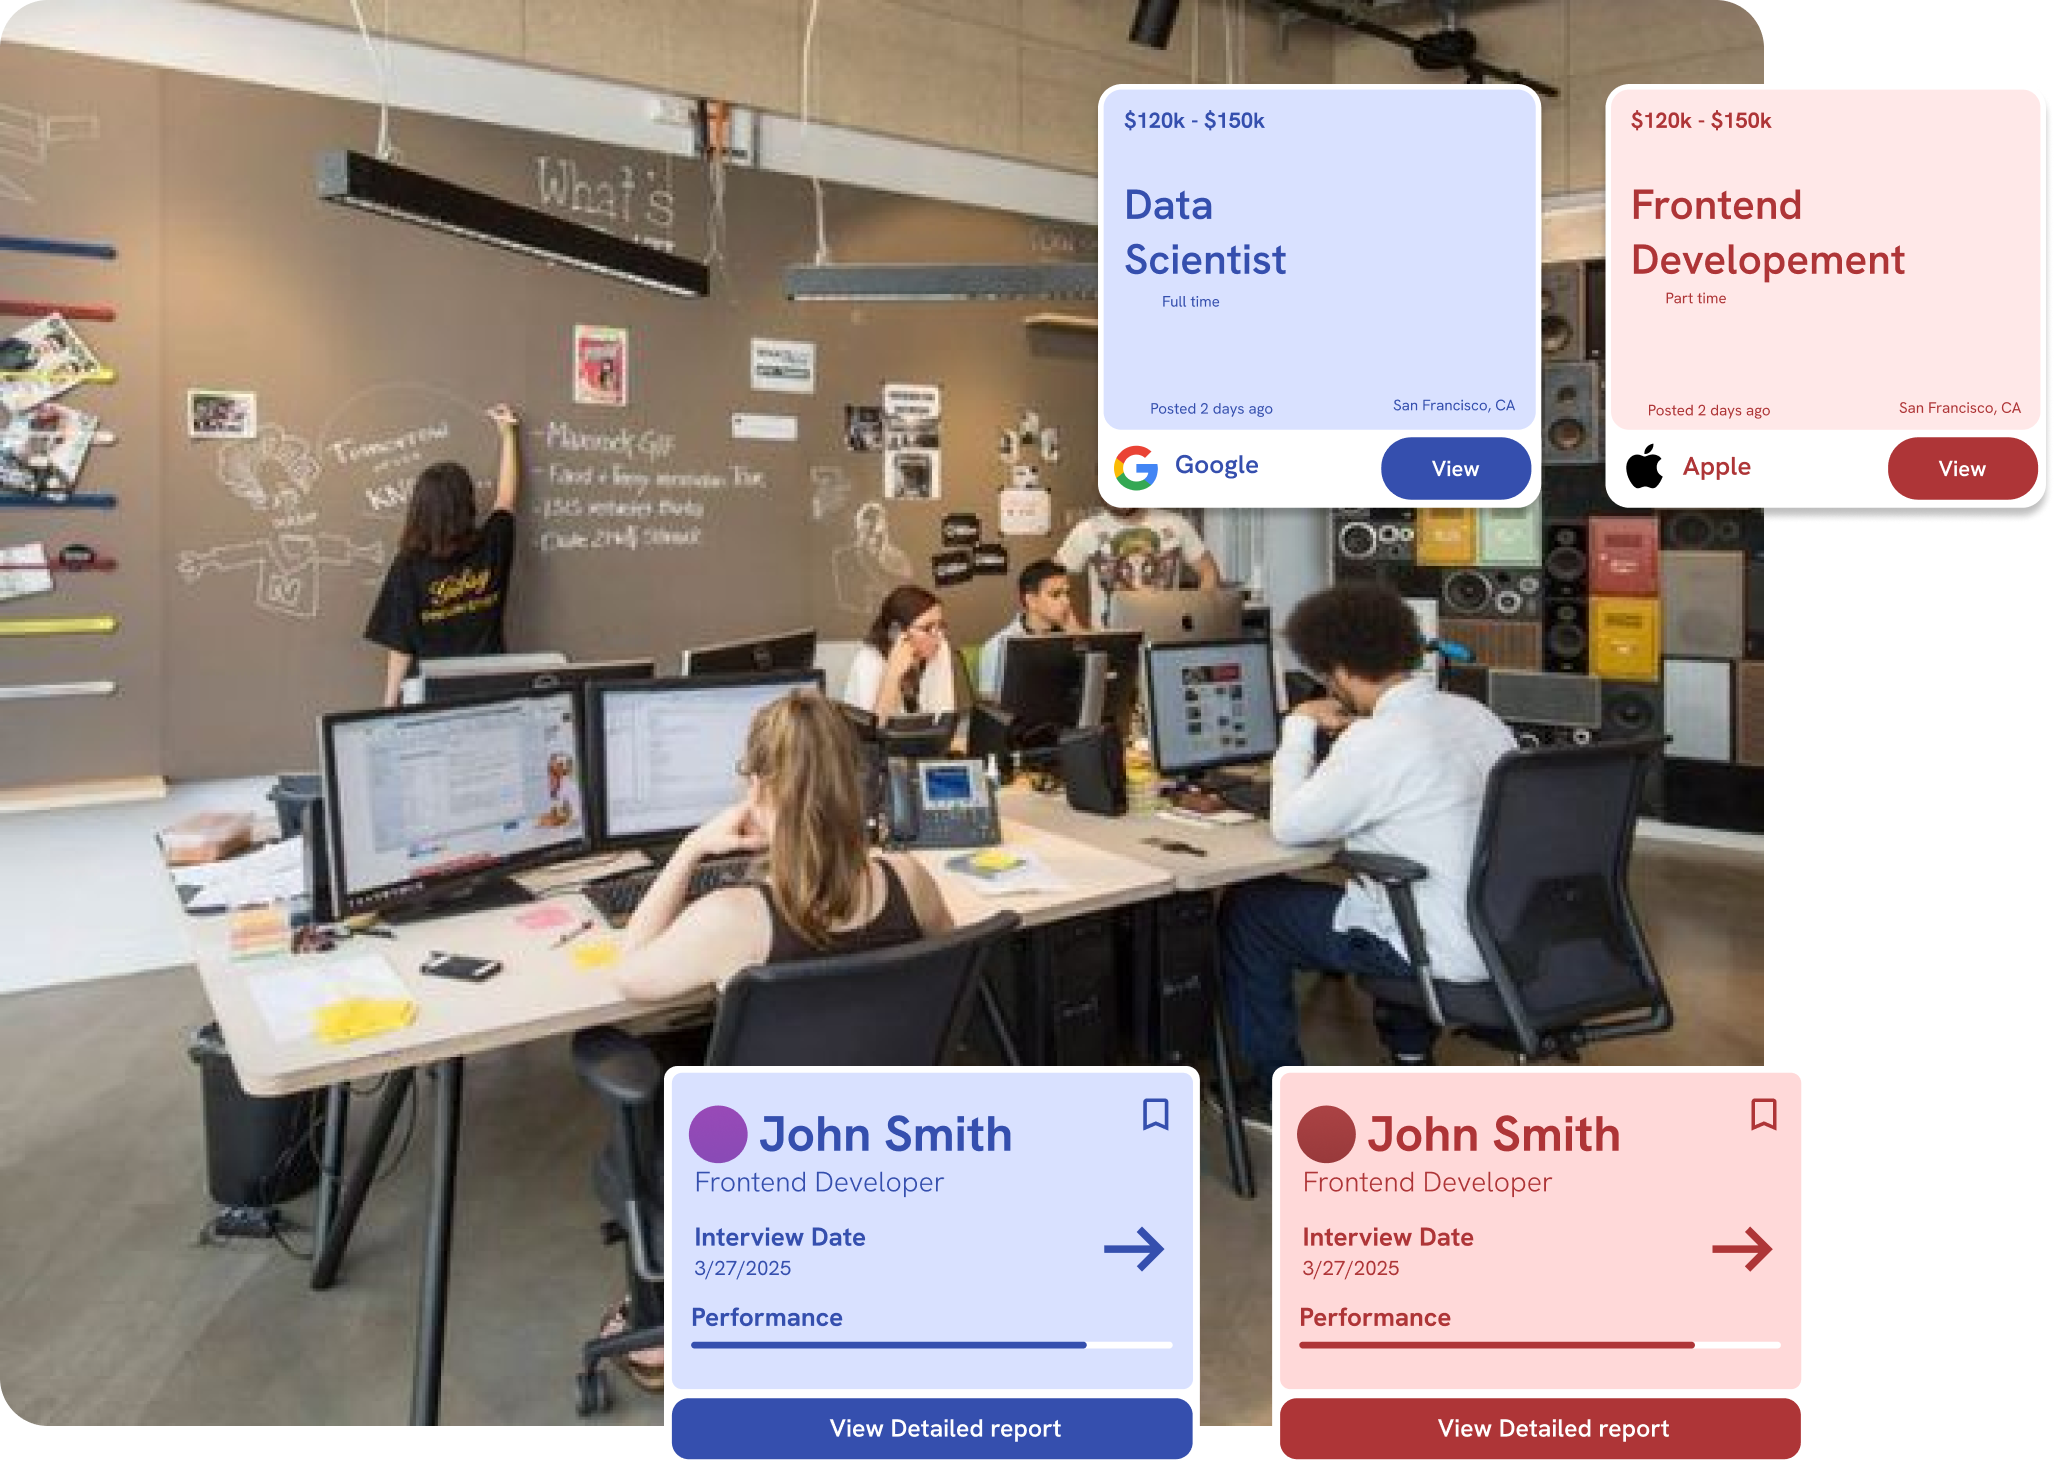 What's
$120k - $150k
Data
Scientist
Full time
Posted 2 days ago
San Francisco, CA
Google
View
$120k - $150k
Frontend
Developement
Part time
Posted 2 days ago
San Francisco, CA
Apple
View
Tomorrow
John Smith
Frontend Developer
Interview Date
3/27/2025
Performance
View Detailed report
John Smith
Frontend Developer
Interview Date
3/27/2025
Performance
View Detailed report